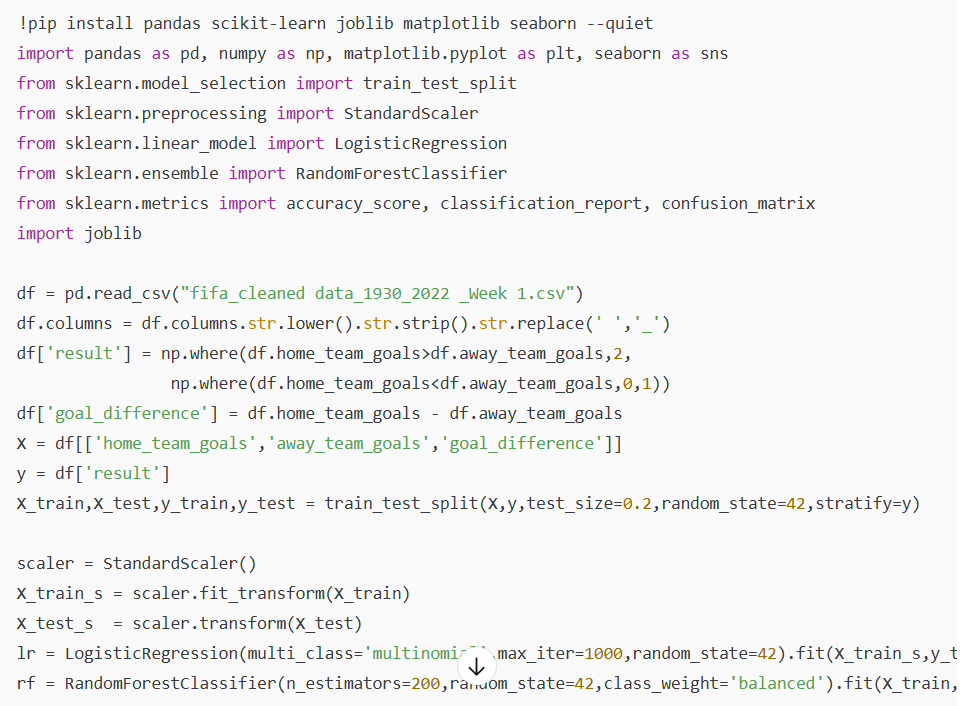 !pip install pandas scikit-learn joblib matplotlib seaborn --quiet
import pandas as pd, numpy as np, matplotlib.pyplot as plt, seaborn as sns
from sklearn.model_selection import train_test_split
from sklearn.preprocessing import StandardScaler
from sklearn.linear_model import LogisticRegression
from sklearn.ensemble import RandomForestClassifier
from sklearn.metrics import accuracy_score, classification_report, confusion_matrix
import joblib

df = pd.read_csv("fifa_cleaned data_1930_2022 _Week 1.csv")
df.columns = df.columns.str.lower().str.strip().str.replace(' ','_')
df['result'] = np.where(df.home_team_goals>df.away_team_goals,2,
                np.where(df.home_team_goals<df.away_team_goals,0,1))
df['goal_difference'] = df.home_team_goals - df.away_team_goals
X = df[['home_team_goals','away_team_goals','goal_difference']]
y = df['result']
X_train,X_test,y_train,y_test = train_test_split(X,y,test_size=0.2,random_state=42,stratify=y)

scaler = StandardScaler()
X_train_s = scaler.fit_transform(X_train)
X_test_s  = scaler.transform(X_test)
lr = LogisticRegression(multi_class='multinomial',max_iter=1000,random_state=42).fit(X_train_s,y_t
rf = RandomForestClassifier(n_estimators=200,random_state=42,class_weight='balanced').fit(X_train,